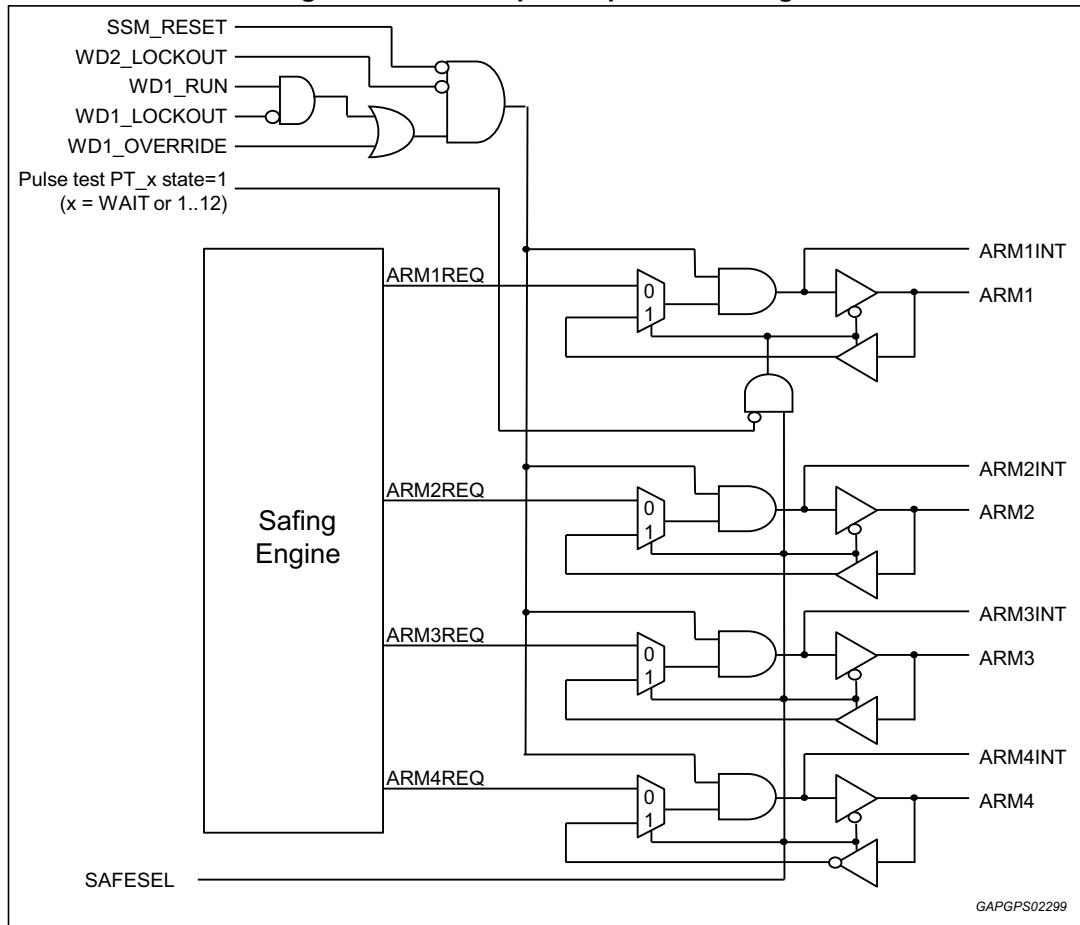 SSM_RESET
WD2_LOCKOUT
WD1_RUN
WD1_LOCKOUT
WD1_OVERRIDE
Pulse test PT_x state=1
(x = WAIT or 1..12)
ARM1REQ
0
1
ARM1INT
ARM1
ARM2REQ
0
1
ARM2INT
ARM2
Safing
Engine
ARM3REQ
0
1
ARM3INT
ARM3
ARM4REQ
0
1
ARM4INT
ARM4
SAFESEL
GAPGPS02299